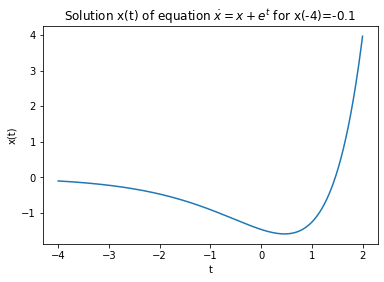 Solution x(t) of equation ẋ = x + e^t for x(-4)=-0.1
4
3
2
1
0
−1
x(t)
−4 −3 −2 −1 0 1 2
t